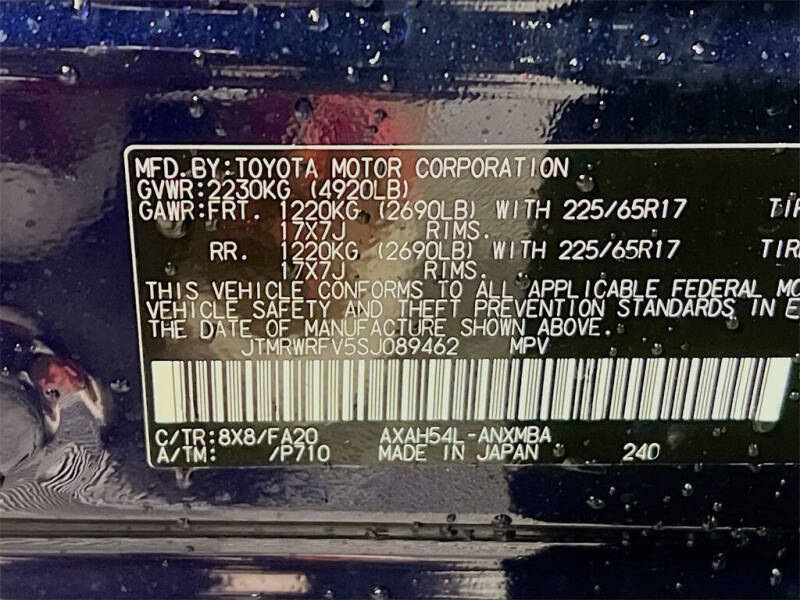 MFD.BY:TOYOTA MOTOR CORPORATION
GVWR:2230KG (4920LB)
GAWR:FRT. 1220KG (2690LB) WITH 225/65R17
17X7J RIMS.
RR. 1220KG (2690LB) WITH 225/65R17
17X7J RIMS.
THIS VEHICLE CONFORMS TO ALL APPLICABLE FEDERAL
VEHICLE SAFETY AND THEFT PREVENTION STANDARDS IN
THE DATE OF MANUFACTURE SHOWN ABOVE.
JTMRWRFV5SJ089462 MPV
C/TR:8X8/FA20 AXAH54L-ANXMBA
A/TM: /P710 MADE IN JAPAN 240